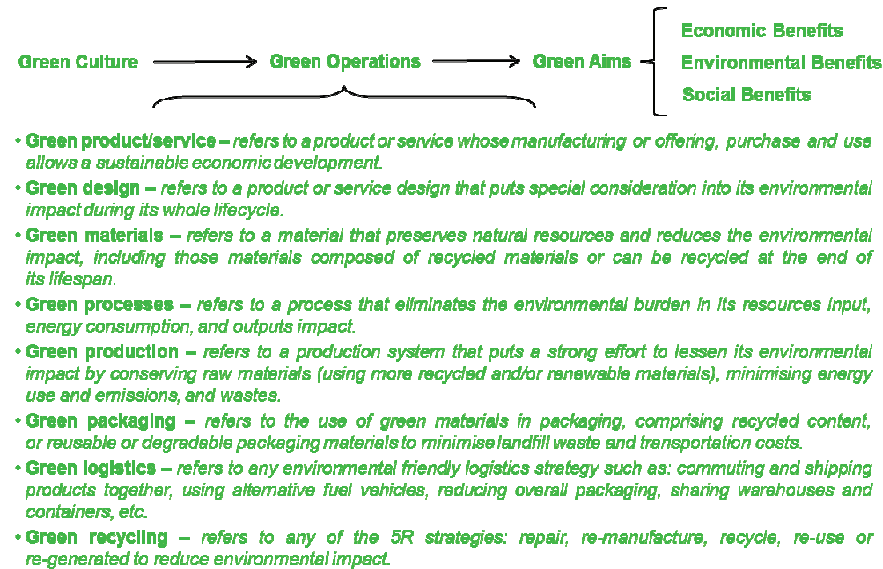 Economic Benefits
Green Culture Green Operations Green Aims Environmental Benefits
Social Benefits
• Green product/service – refers to a product or service whose manufacturing or offering, purchase and use
allows a sustainable economic development.
• Green design – refers to a product or service design that puts special consideration into its environmental
impact during its whole lifecycle.
• Green materials – refers to a material that preserves natural resources and reduces the environmental
impact, including those materials composed of recycled materials or can be recycled at the end of
its lifespan.
• Green processes – refers to a process that eliminates the environmental burden in its resources input,
energy consumption, and outputs impact.
• Green production – refers to a production system that puts a strong effort to lessen its environmental
impact by conserving raw materials (using more recycled and/or renewable materials), minimising energy
use and emissions, and wastes.
• Green packaging – refers to the use of green materials in packaging, comprising recycled content,
or reusable or degradable packaging materials to minimise landfill waste and transportation costs.
• Green logistics – refers to any environmental friendly logistics strategy such as: commuting and shipping
products together, using alternative fuel vehicles, reducing overall packaging, sharing warehouses and
containers, etc.
• Green recycling – refers to any of the 5R strategies: repair, re-manufacture, recycle, re-use or
re-generated to reduce environmental impact.